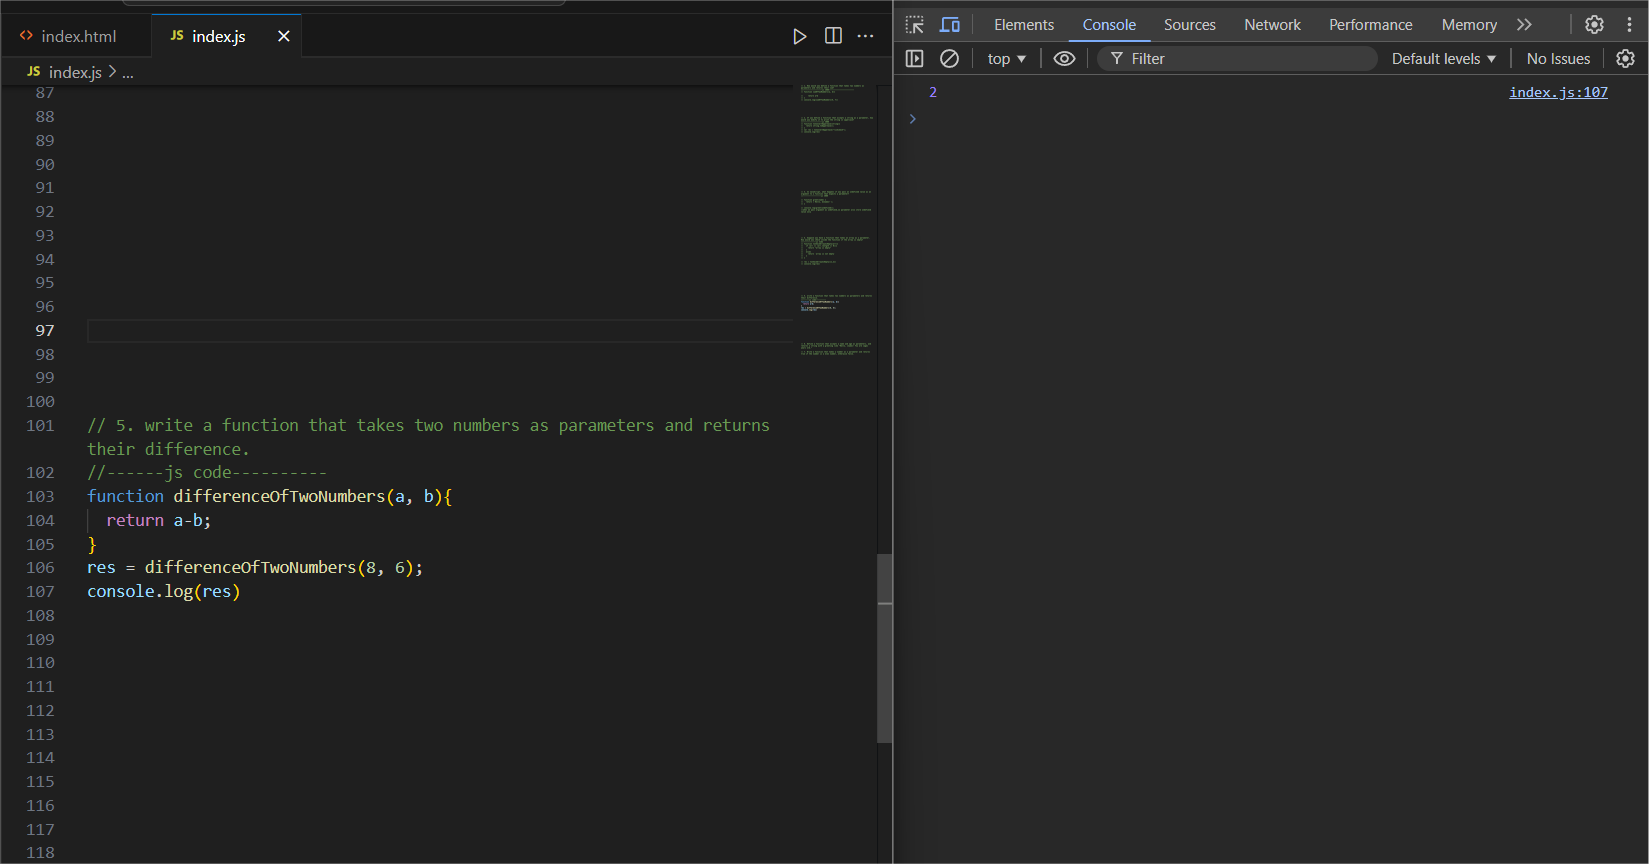 index.html
JS index.js
JS index.js > ...
87
88
89
90
91
92
93
94
95
96
97
98
99
100
101 // 5. write a function that takes two numbers as parameters and returns
their difference.
102 //------js code----------
103 function differenceOfTwoNumbers(a, b){
104 return a-b;
105 }
106 res = differenceOfTwoNumbers(8, 6);
107 console.log(res)
108
109
110
111
112
113
114
115
116
117
118
Elements Console Sources Network Performance Memory
top Filter Default levels No Issues
2 index.js:107